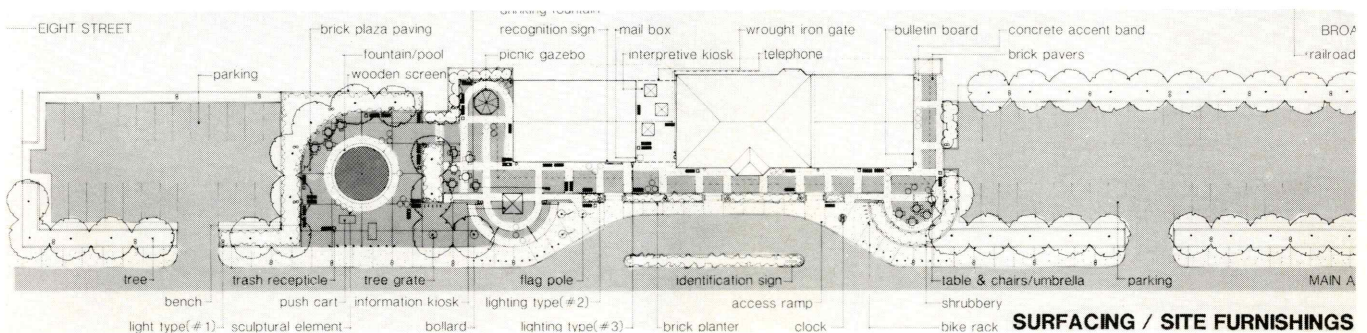 drinking fountain
EIGHT STREET brick plaza paving recognition sign mail box wrought iron gate bulletin board concrete accent band
fountain/pool picnic gazebo interpretive kiosk telephone brick pavers railroad
parking wooden screen
tree trash recepticle tree grate flag pole identification sign table & chairs/umbrella parking MAIN A
bench push cart information kiosk lighting type(#2) access ramp shrubbery
light type(#1) sculptural element bollard lighting type(#3) brick planter clock bike rack SURFACING / SITE FURNISHINGS